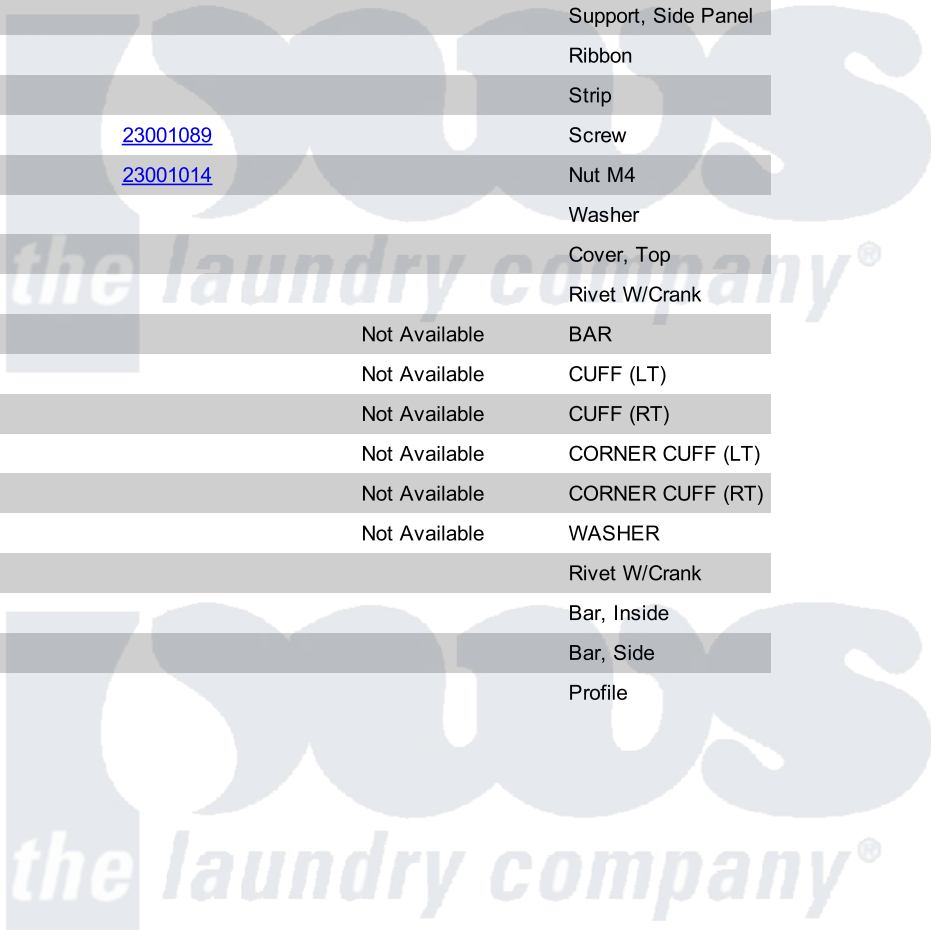 Support, Side Panel
Ribbon
Strip
23001089 Screw
23001014 Nut M4
Washer
Cover, Top
Rivet W/Crank
Not Available BAR
Not Available CUFF (LT)
Not Available CUFF (RT)
Not Available CORNER CUFF (LT)
Not Available CORNER CUFF (RT)
Not Available WASHER
Rivet W/Crank
Bar, Inside
Bar, Side
Profile
pws
the laundry company®
pws
the laundry company®